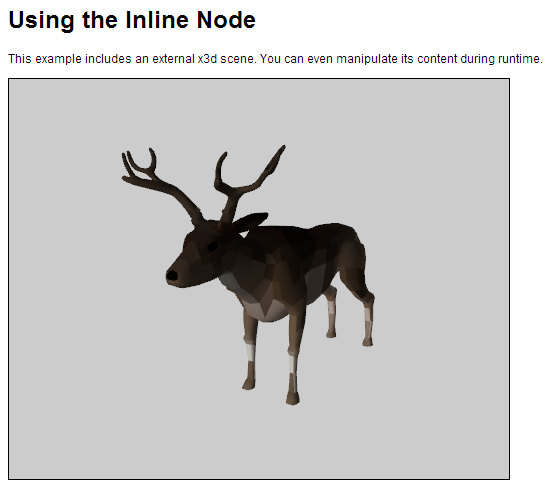 Using the Inline Node
This example includes an external x3d scene. You can even manipulate its content during runtime.